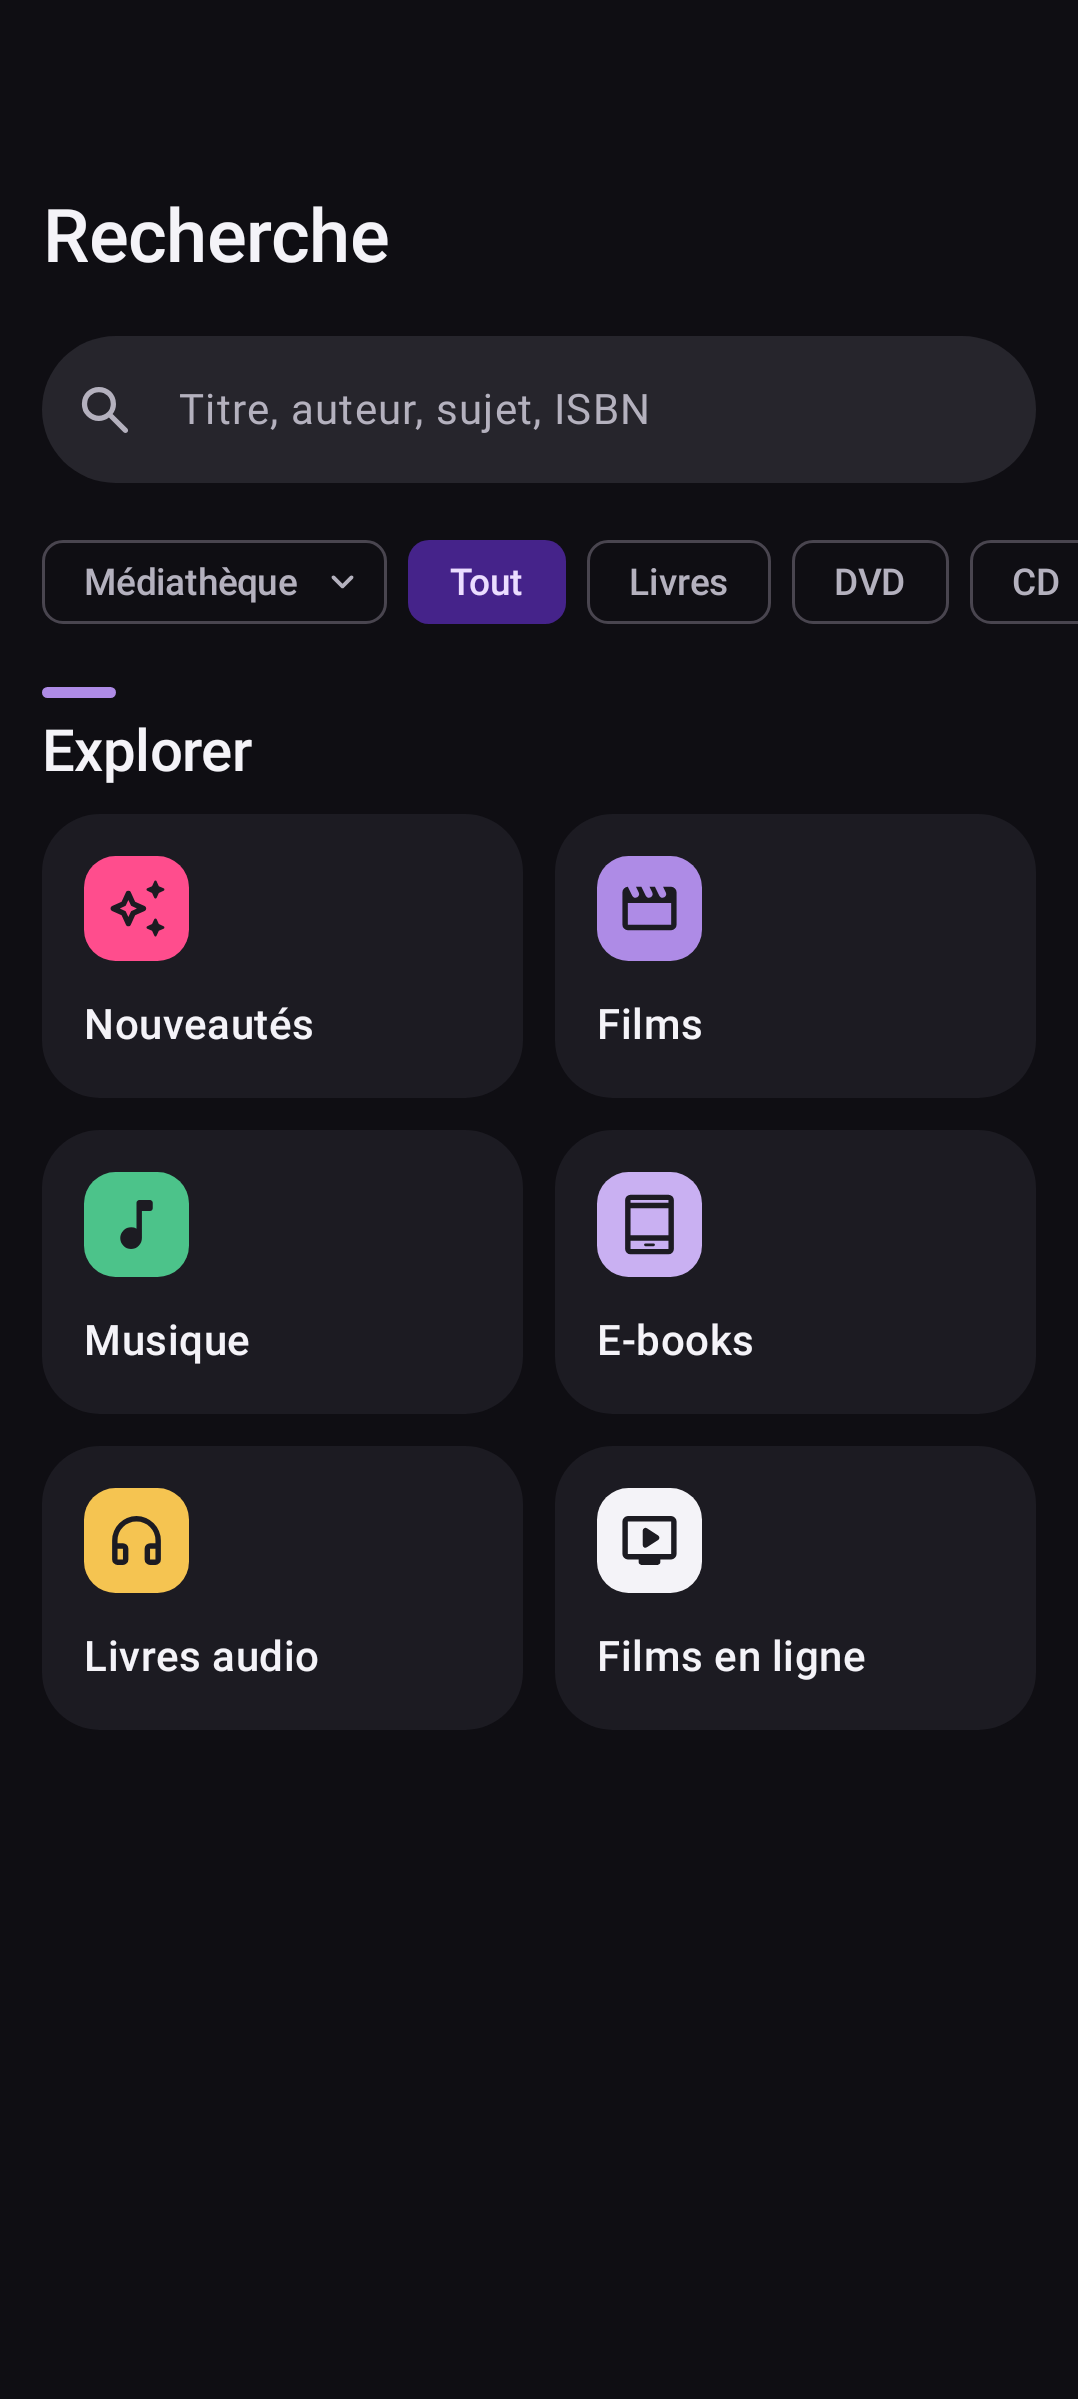 Recherche
Titre, auteur, sujet, ISBN
Médiathèque Tout Livres DVD CD
Explorer
Nouveautés Films
Musique E-books
Livres audio Films en ligne